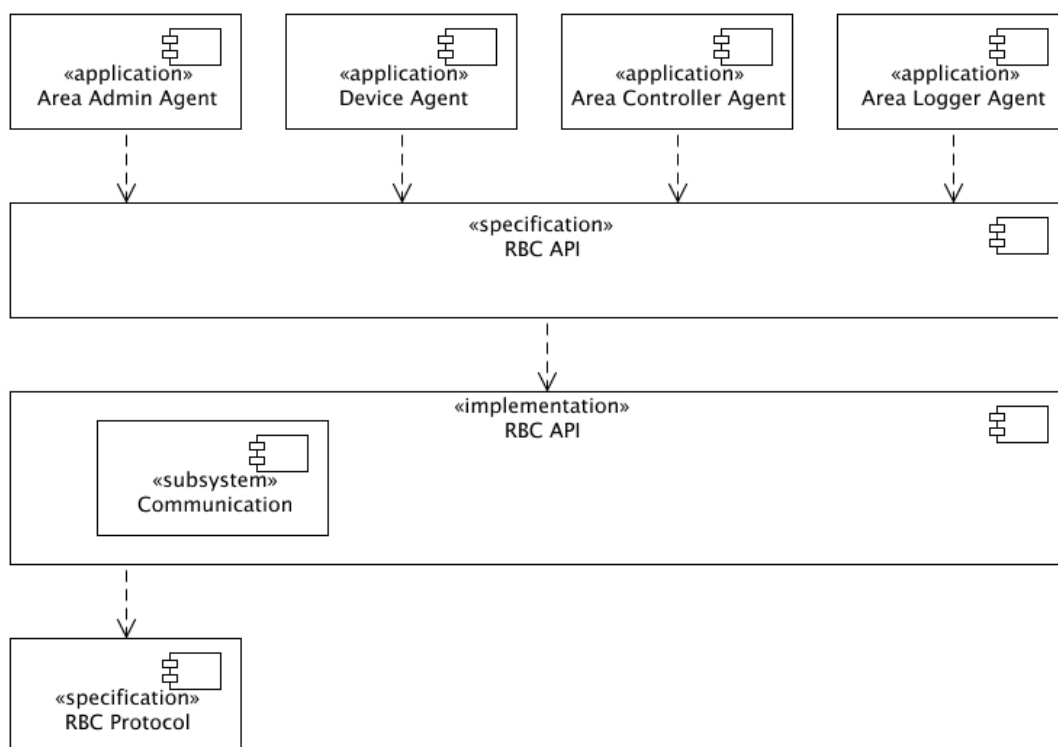 «application»
Area Admin Agent
«application»
Device Agent
«application»
Area Controller Agent
«application»
Area Logger Agent
«specification»
RBC API
«implementation»
RBC API
«subsystem»
Communication
«specification»
RBC Protocol